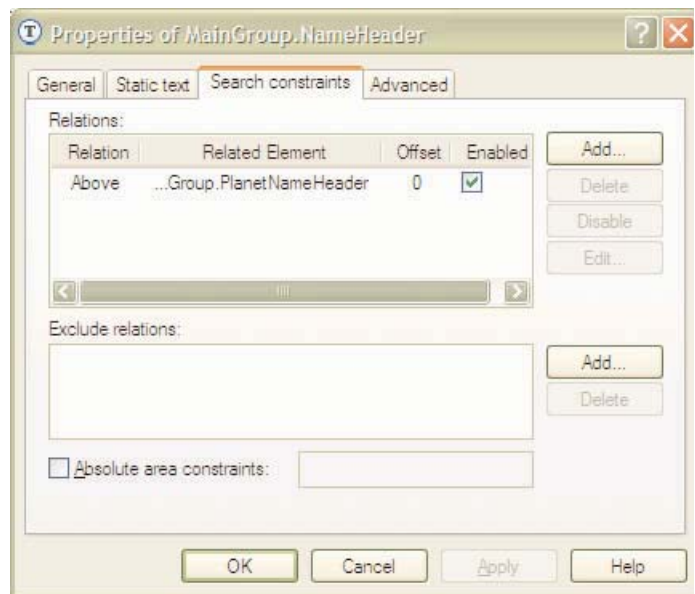 T Properties of MainGroup.NameHeader
General Static text Search constraints Advanced
Relations:
Relation Related Element Offset Enabled
Above ...Group.PlanetNameHeader 0
Add...
Delete
Disable
Edit...
Exclude relations:
Add...
Delete
Absolute area constraints:
OK Cancel Apply Help